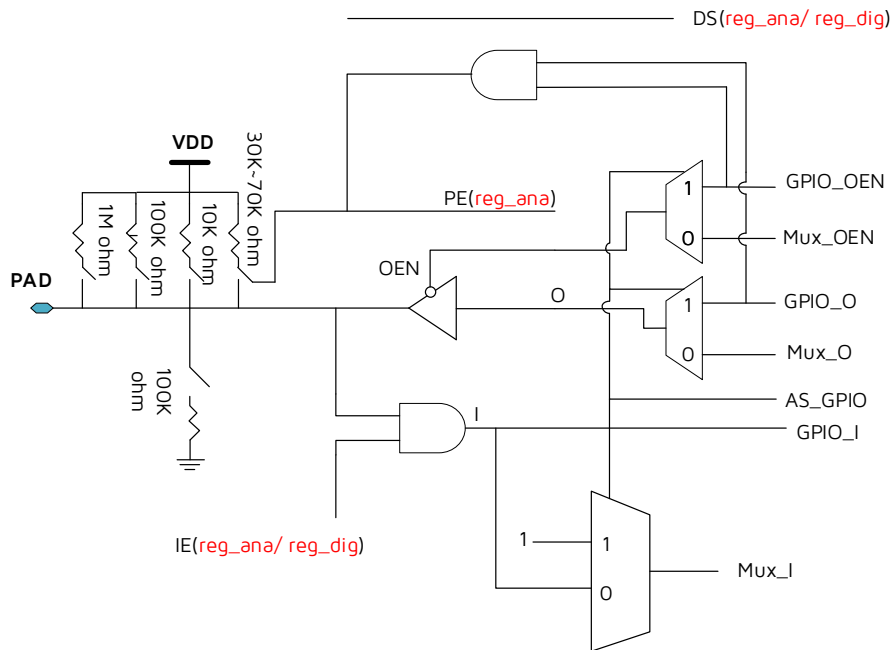 DS(reg_ana/ reg_dig)
VDD
30K~70K ohm
10K ohm
100K ohm
1M ohm
PE(reg_ana)
1
GPIO_OEN
0
Mux_OEN
OEN
PAD
O
1
GPIO_O
0
Mux_O
100K
ohm
AS_GPIO
I
GPIO_I
IE(reg_ana/ reg_dig)
1
1
Mux_I
0